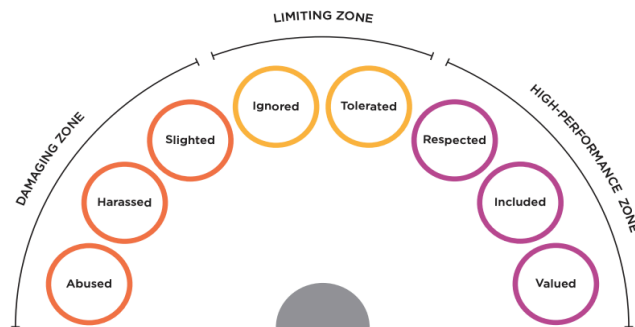 LIMITING ZONE
DAMAGING ZONE
HIGH-PERFORMANCE ZONE
Ignored
Tolerated
Slighted
Respected
Harassed
Included
Abused
Valued